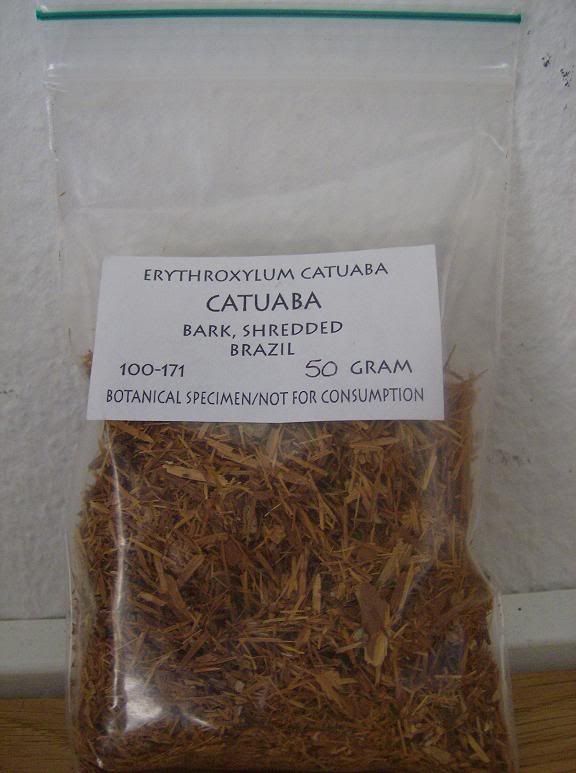 ERYTHROXYLUM CATUABA
CATUABA
BARK, SHREDDED
BRAZIL
100-171 50 GRAM
BOTANICAL SPECIMEN/NOT FOR CONSUMPTION